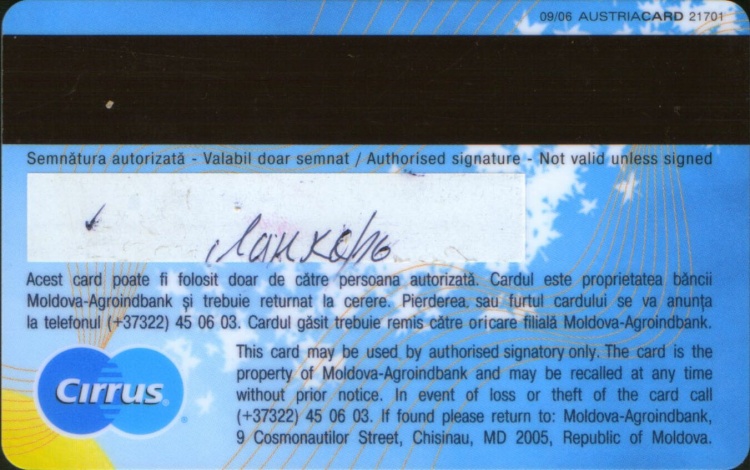 09/06 AUSTRIACARD 21701
Semnătura autorizată - Valabil doar semnat / Authorised signature - Not valid unless signed
Acest card poate fi folosit doar de către persoana autorizată. Cardul este proprietatea băncii
Moldova-Agroindbank și trebuie returnat la cerere. Pierderea sau furtul cardului se va anunța
la telefonul (+37322) 45 06 03. Cardul găsit trebuie remis către oricare filială Moldova-Agroindbank.
Cirrus
This card may be used by authorised signatory only. The card is the
property of Moldova-Agroindbank and may be recalled at any time
without prior notice. In event of loss or theft of the card call
(+37322) 45 06 03. If found please return to: Moldova-Agroindbank,
9 Cosmonautilor Street, Chisinau, MD 2005, Republic of Moldova.